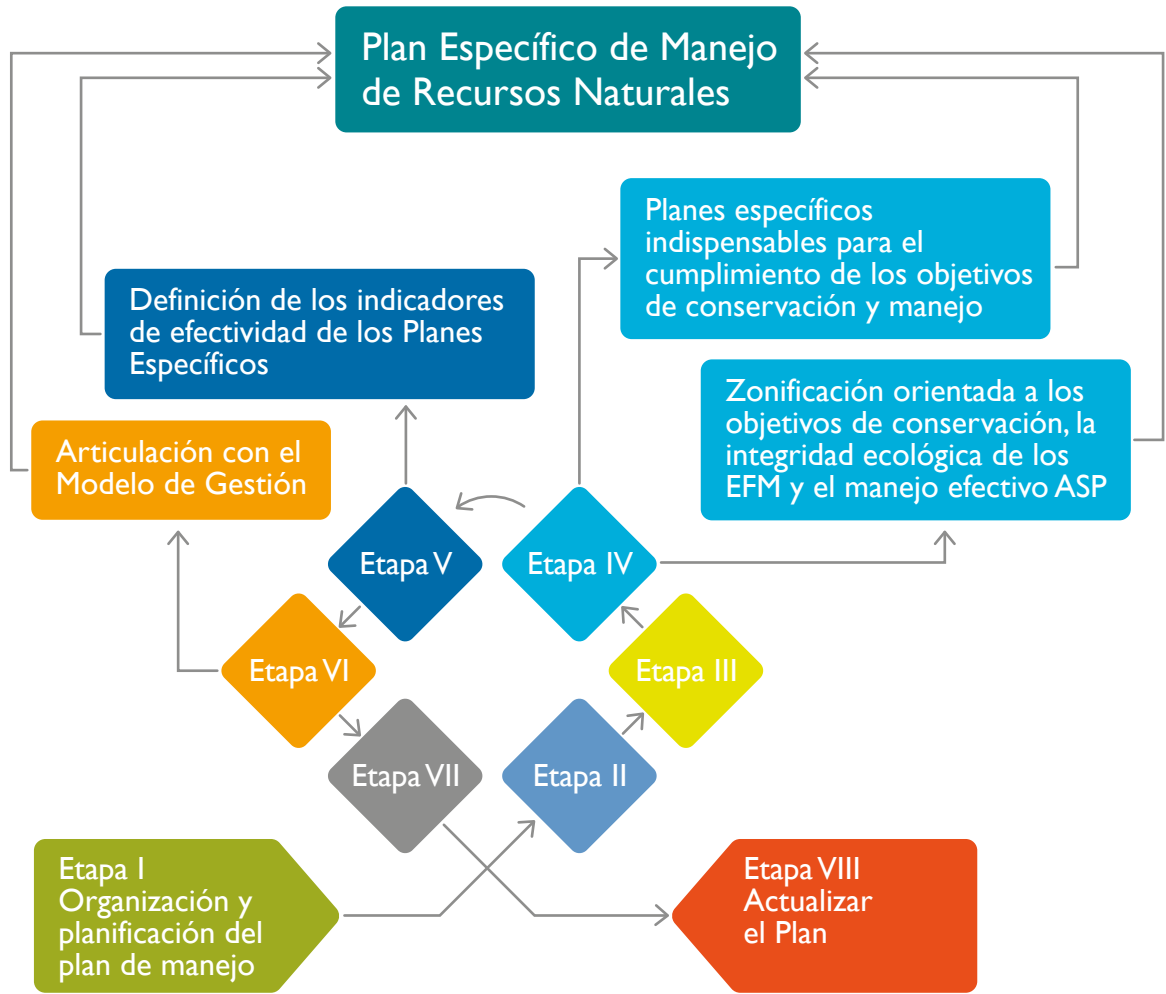 Plan Específico de Manejo
de Recursos Naturales
Planes específicos
indispensables para el
cumplimiento de los objetivos
de conservación y manejo
Definición de los indicadores
de efectividad de los Planes
Específicos
Zonificación orientada a los
objetivos de conservación, la
integridad ecológica de los
EFM y el manejo efectivo ASP
Articulación con el
Modelo de Gestión
Etapa V
Etapa IV
Etapa VI
Etapa III
Etapa VII
Etapa II
Etapa I
Organización y
planificación del
plan de manejo
Etapa VIII
Actualizar
el Plan